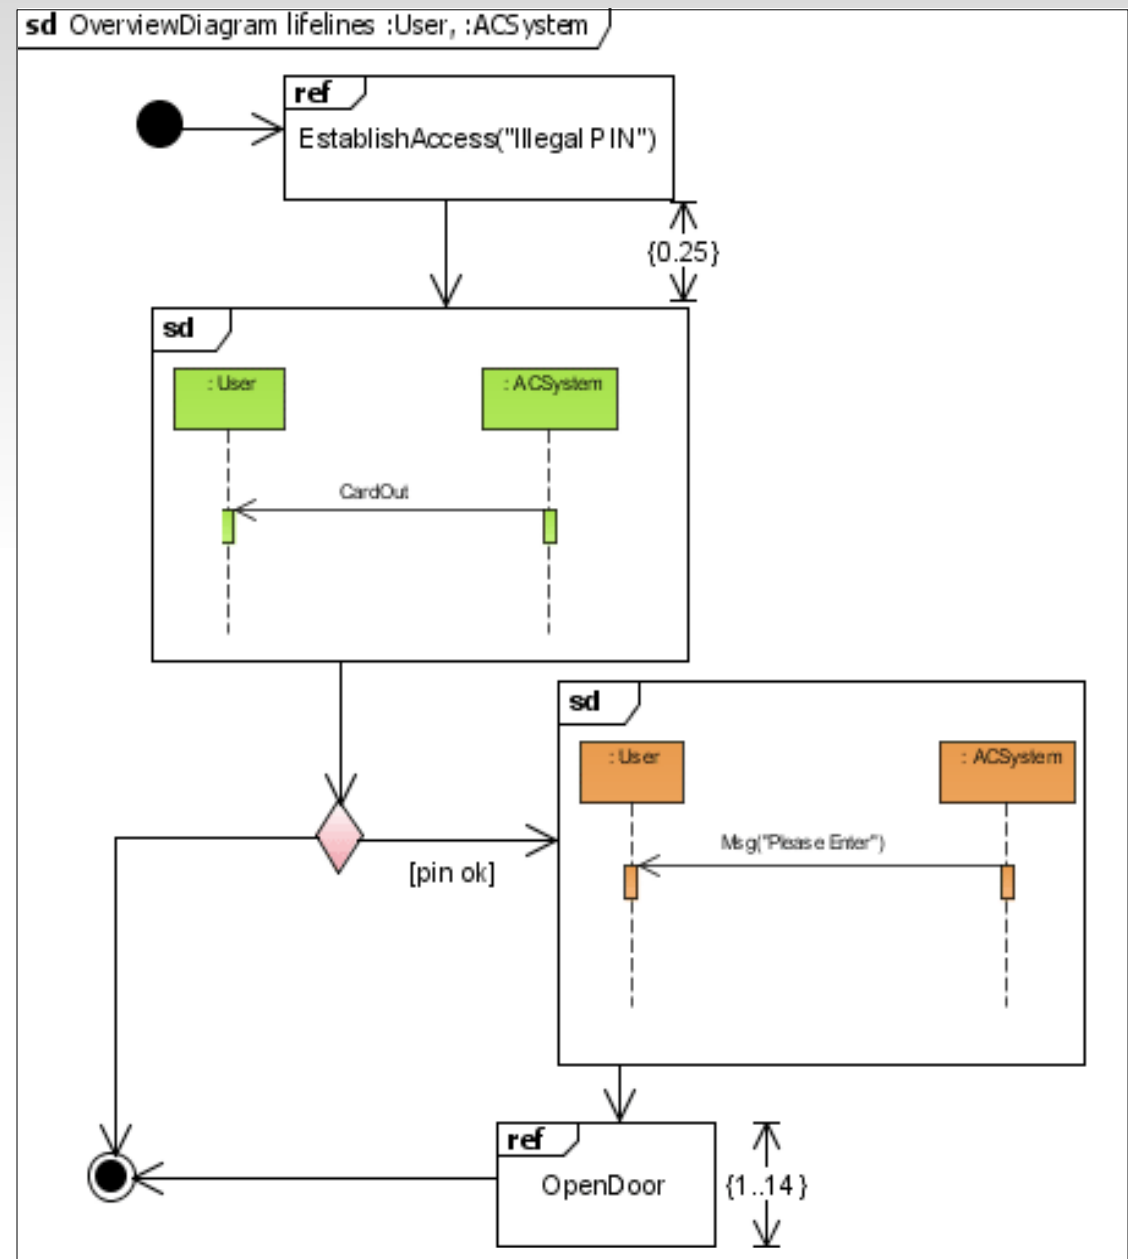 sd OverviewDiagram lifelines :User, :ACSystem
ref
EstablishAccess("Illegal PIN")
{0.25}
sd
: User
: ACSystem
CardOut
sd
: User
: ACSystem
Msg("Please Enter")
[pin ok]
ref
OpenDoor
{1..14}